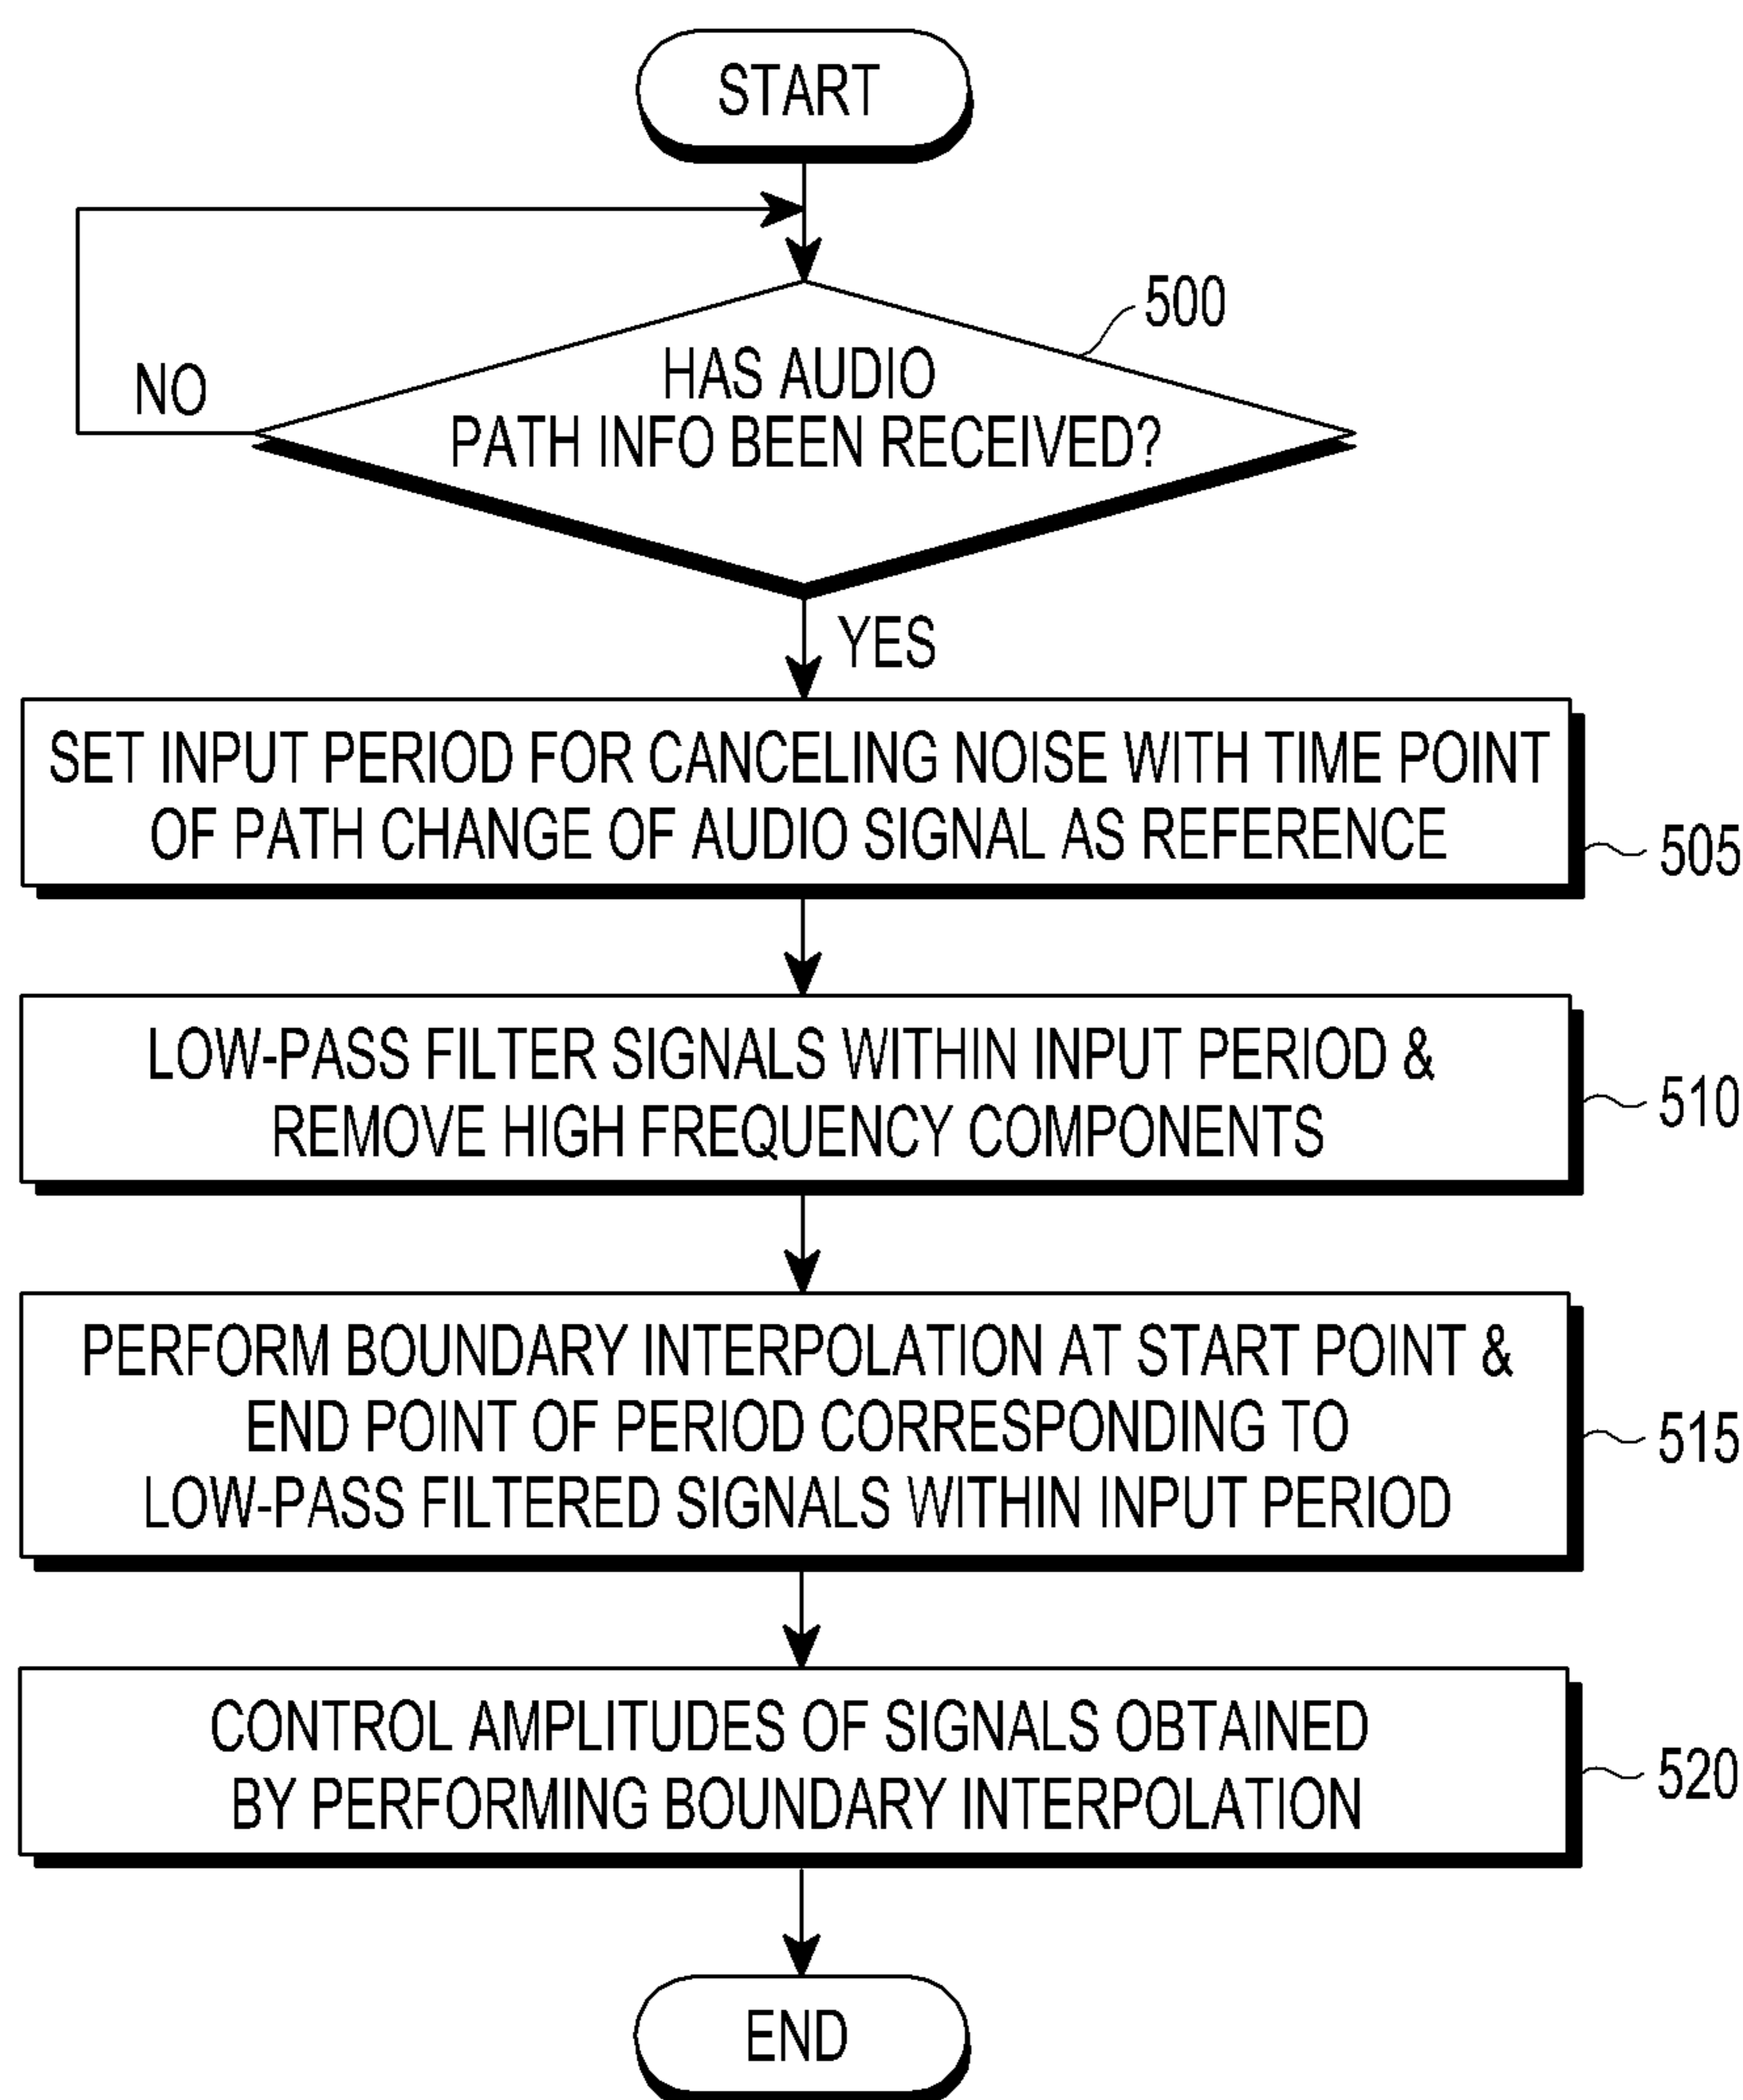 START
500
HAS AUDIO
PATH INFO BEEN RECEIVED?
NO
YES
SET INPUT PERIOD FOR CANCELING NOISE WITH TIME POINT
OF PATH CHANGE OF AUDIO SIGNAL AS REFERENCE
505
LOW-PASS FILTER SIGNALS WITHIN INPUT PERIOD &
REMOVE HIGH FREQUENCY COMPONENTS
510
PERFORM BOUNDARY INTERPOLATION AT START POINT &
END POINT OF PERIOD CORRESPONDING TO
LOW-PASS FILTERED SIGNALS WITHIN INPUT PERIOD
515
CONTROL AMPLITUDES OF SIGNALS OBTAINED
BY PERFORMING BOUNDARY INTERPOLATION
520
END